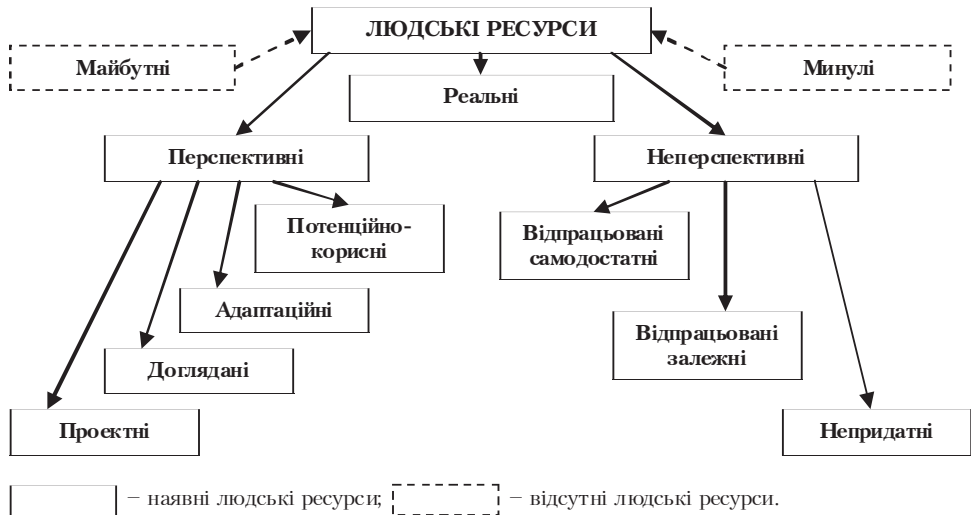 ЛЮДСЬКІ РЕСУРСИ
Майбутні
Минулі
Реальні
Перспективні
Неперспективні
Потенційно-
корисні
Відпрацьовані
самодостатні
Адаптаційні
Відпрацьовані
залежні
Доглядані
Проектні
Непридатні
– наявні людські ресурси; – відсутні людські ресурси.